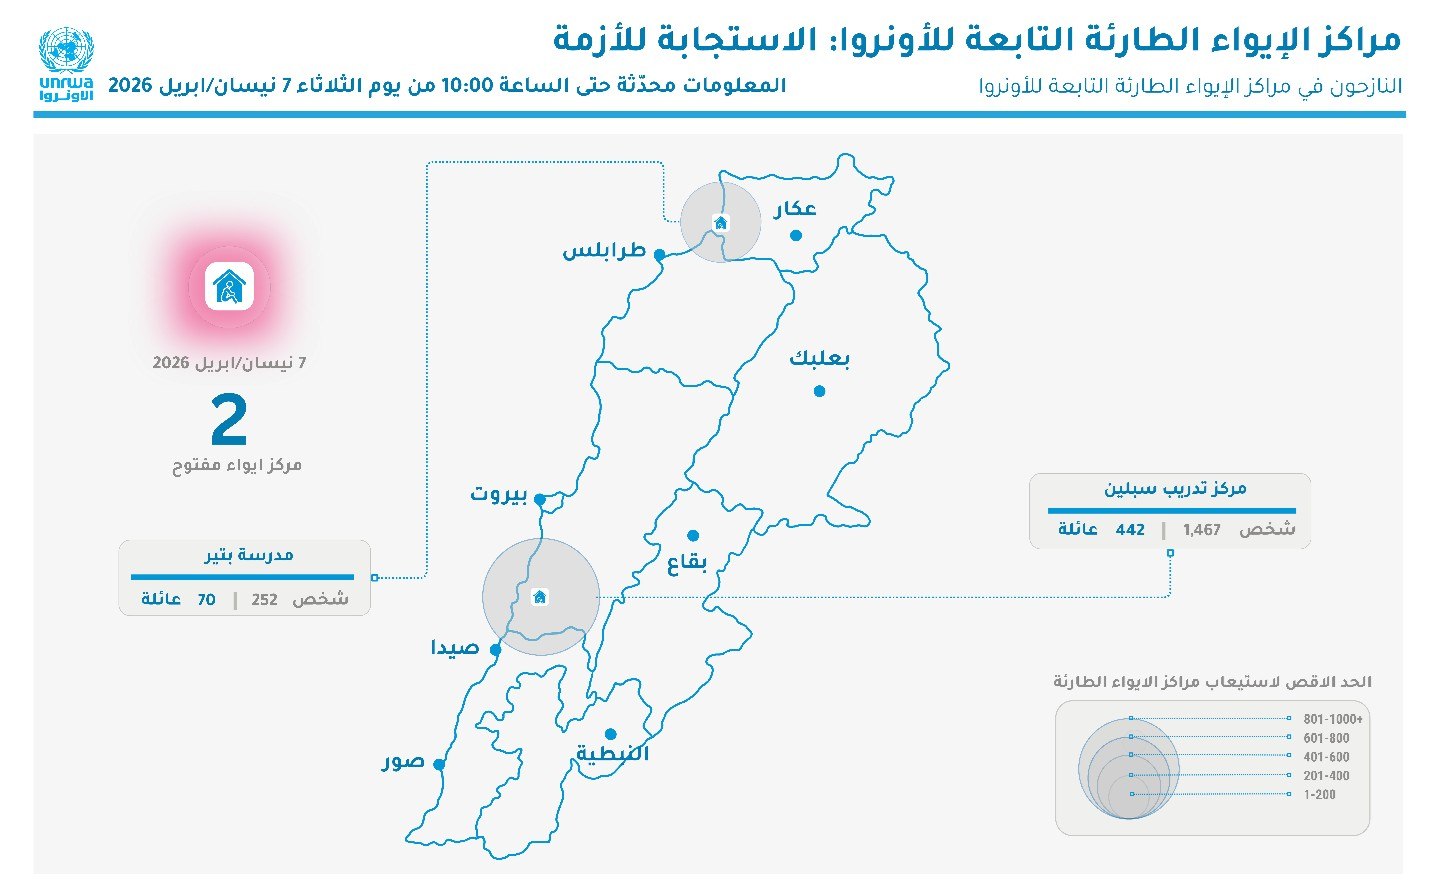 مراكز الإيواء الطارئة التابعة للأونروا: الاستجابة للأزمة
النازحون في مراكز الإيواء الطارئة التابعة للأونروا
المعلومات محدّثة حتى الساعة 10:00 من يوم الثلاثاء 7 نيسان/ابريل 2026
unrwa
الاونروا
عكار
طرابلس
بعلبك
بيروت
بقاع
صيدا
النبطية
صور
7 نيسان/ابريل 2026
2
مركز ايواء مفتوح
مركز تدريب سبلين
شخص 1,467 | 442 عائلة
مدرسة بتير
شخص 252 | 70 عائلة
الحد الاقص لاستيعاب مراكز الايواء الطارئة
801-1000+
601-800
401-600
201-400
1-200